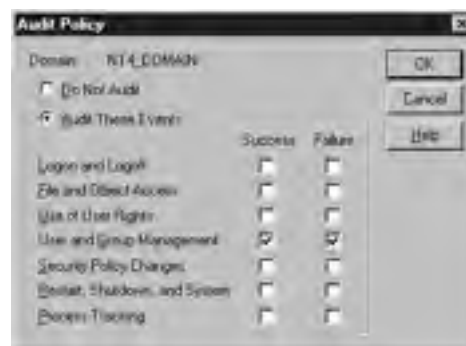 Audit Policy
Domain: NT4_DOMAIN
OK
Do Not Audit
Cancel
Audit These Events:
Help
Success Failure
Logon and Logoff
File and Object Access
Use of User Rights
User and Group Management
Security Policy Changes
Restart, Shutdown, and System
Process Tracking